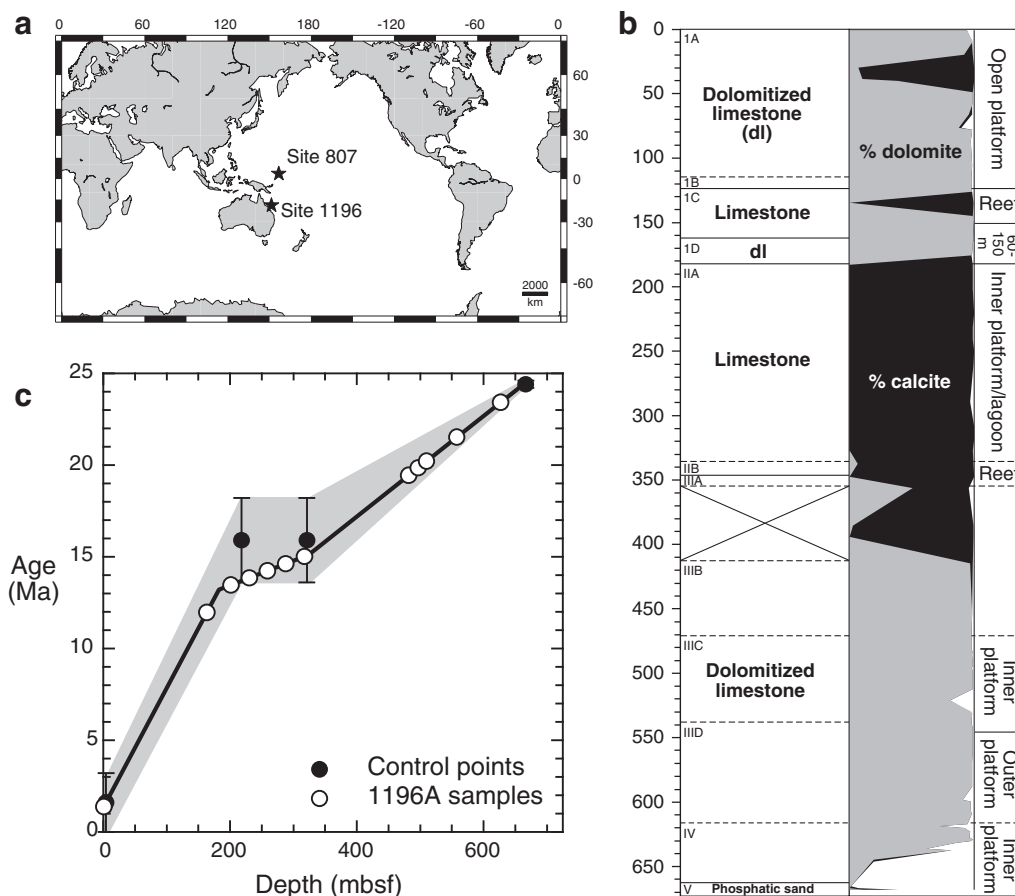 a
0 60 120 180 -120 -60 0
60
30
0
-30
-60
Site 807
Site 1196
2000
km
b
0
50
100
150
200
250
300
350
400
450
500
550
600
650
1A
Dolomitized
limestone
(dl)
1B
1C
Limestone
1D
dl
IIA
Limestone
IIB
IIIA
IIIB
IIIC
Dolomitized
limestone
IIID
IV
V
Phosphatic sand
% dolomite
% calcite
Open platform
Reef
60-
150
m
Inner platform/lagoon
Reef
Inner
platform
Outer
platform
Inner
platform
c
25
20
15
10
5
0
Age
(Ma)
Control points
1196A samples
0 200 400 600
Depth (mbsf)